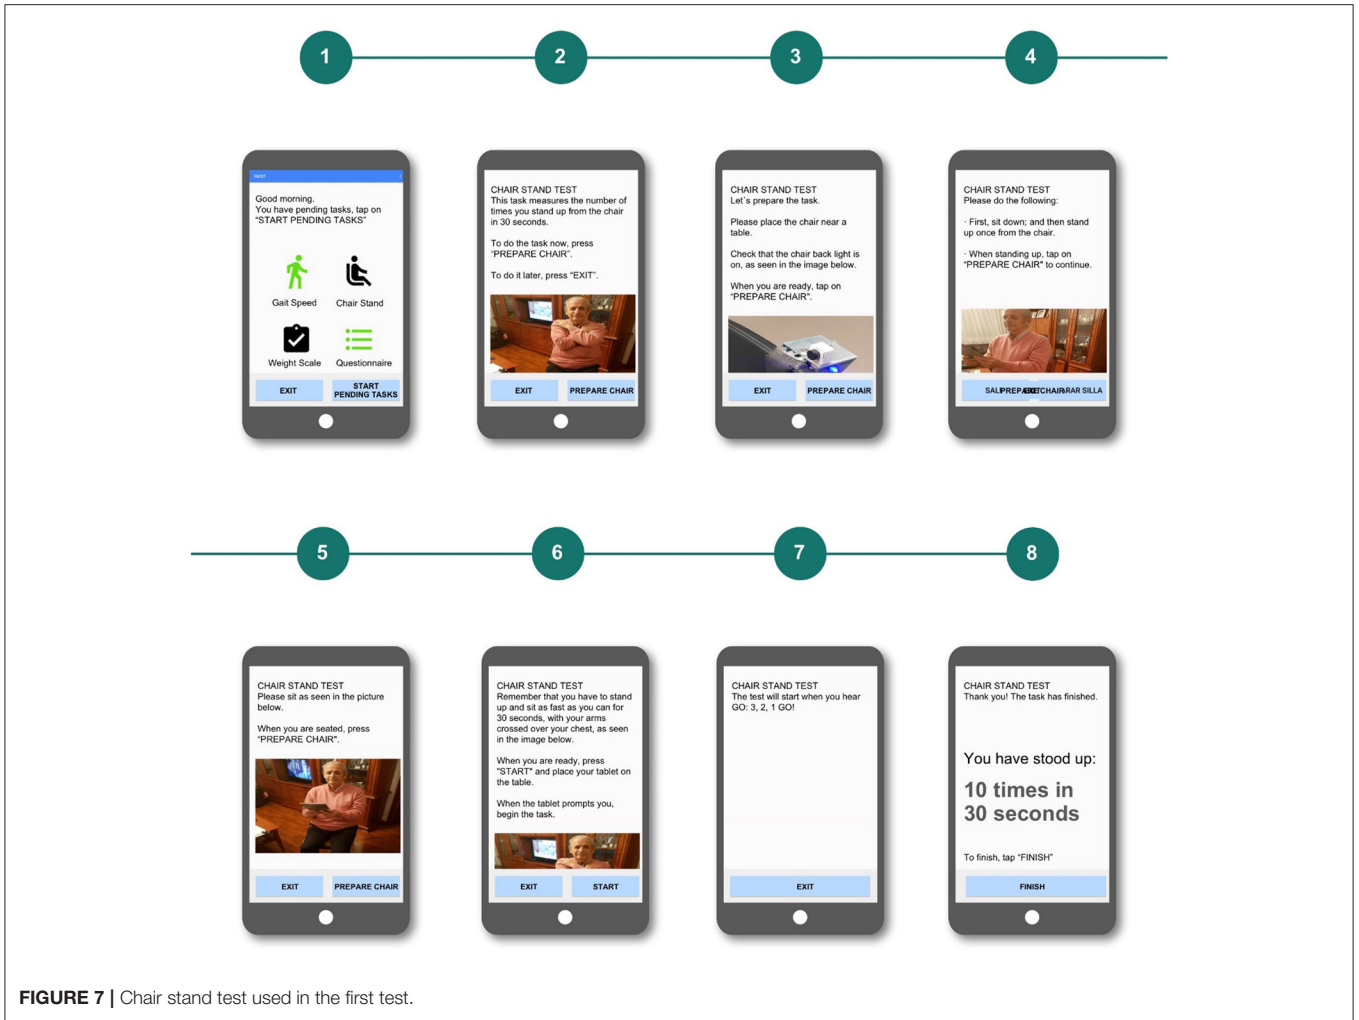 1
2
3
4
FACET
Good morning.
You have pending tasks, tap on
"START PENDING TASKS"
Gait Speed
Chair Stand
Weight Scale
Questionnaire
EXIT
START
PENDING TASKS
CHAIR STAND TEST
This task measures the number of
times you stand up from the chair
in 30 seconds.
To do the task now, press
"PREPARE CHAIR".
To do it later, press "EXIT".
EXIT
PREPARE CHAIR
CHAIR STAND TEST
Let´s prepare the task.
Please place the chair near a
table.
Check that the chair back light is
on, as seen in the image below.
When you are ready, tap on
"PREPARE CHAIR".
EXIT
PREPARE CHAIR
CHAIR STAND TEST
Please do the following:
· First, sit down; and then stand
up once from the chair.
· When standing up, tap on
"PREPARE CHAIR" to continue.
PREPARE CHAIR
5
6
7
8
CHAIR STAND TEST
Please sit as seen in the picture
below.
When you are seated, press
"PREPARE CHAIR".
EXIT
PREPARE CHAIR
CHAIR STAND TEST
Remember that you have to stand
up and sit as fast as you can for
30 seconds, with your arms
crossed over your chest, as seen
in the image below.
When you are ready, press
"START" and place your tablet on
the table.
When the tablet prompts you,
begin the task.
EXIT
START
CHAIR STAND TEST
The test will start when you hear
GO: 3, 2, 1 GO!
EXIT
CHAIR STAND TEST
Thank you! The task has finished.
You have stood up:
10 times in
30 seconds
To finish, tap "FINISH"
FINISH
FIGURE 7 | Chair stand test used in the first test.